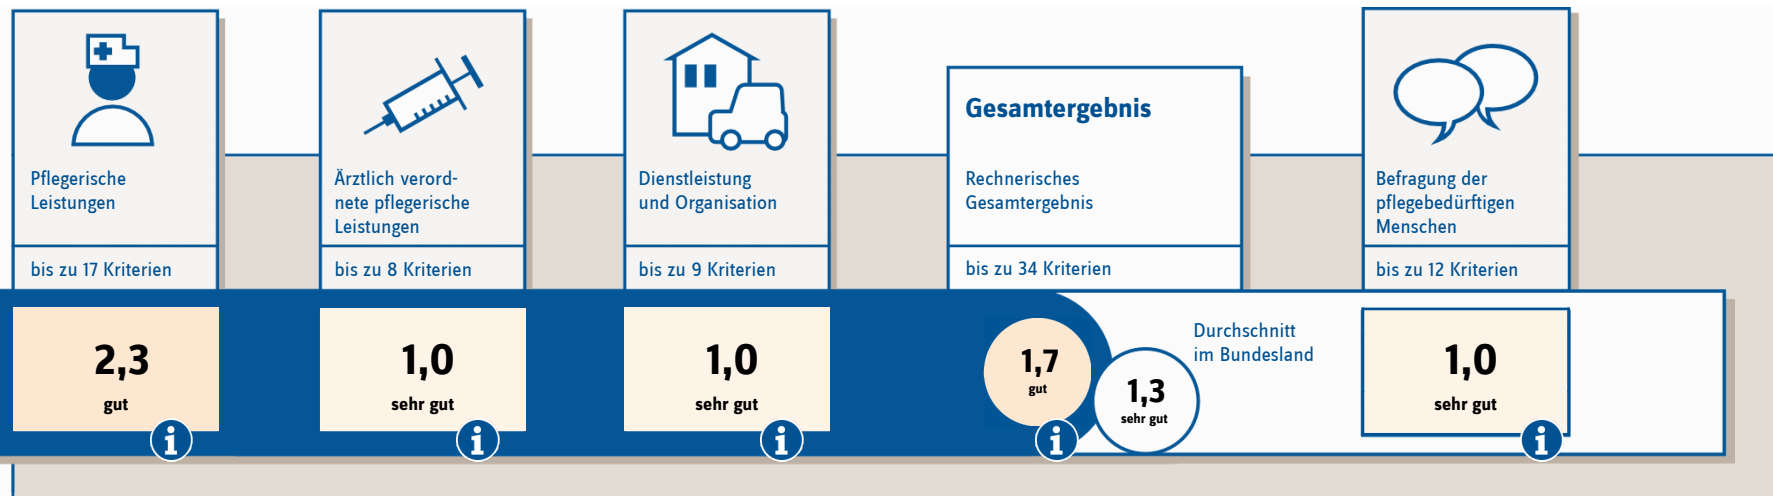 Pflegerische
Leistungen
bis zu 17 Kriterien
2,3
gut
i
Ärztlich verord-
nete pflegerische
Leistungen
bis zu 8 Kriterien
1,0
sehr gut
i
Dienstleistung
und Organisation
bis zu 9 Kriterien
1,0
sehr gut
i
Gesamtergebnis
Rechnerisches
Gesamtergebnis
bis zu 34 Kriterien
1,7
gut
i
Durchschnitt
im Bundesland
1,3
sehr gut
Befragung der
pflegebedürftigen
Menschen
bis zu 12 Kriterien
1,0
sehr gut
i